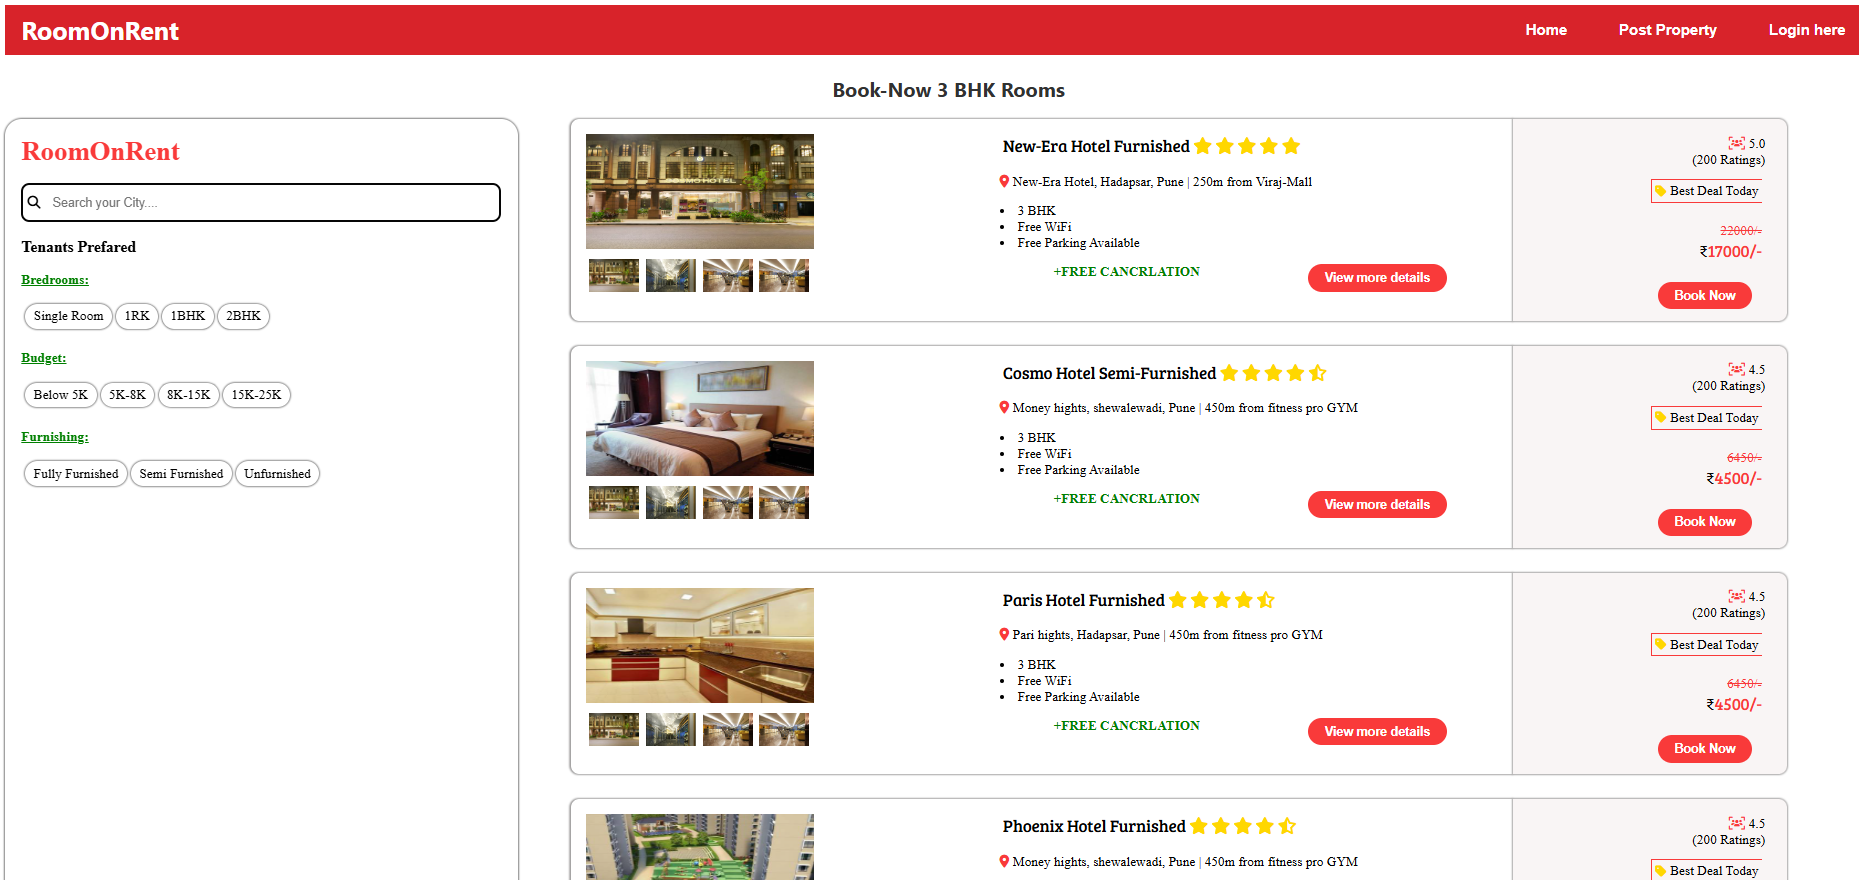 RoomOnRent
Home Post Property Login here
Book-Now 3 BHK Rooms
RoomOnRent
Search your City....
Tenants Prefared
Bredrooms:
Single Room 1RK 1BHK 2BHK
Budget:
Below 5K 5K-8K 8K-15K 15K-25K
Furnishing:
Fully Furnished Semi Furnished Unfurnished
COSMO HOTEL
New-Era Hotel Furnished
New-Era Hotel, Hadapsar, Pune | 250m from Viraj-Mall
• 3 BHK
• Free WiFi
• Free Parking Available
+FREE CANCRLATION
View more details
5.0
(200 Ratings)
Best Deal Today
22000/-
₹17000/-
Book Now
Cosmo Hotel Semi-Furnished
Money hights, shewalewadi, Pune | 450m from fitness pro GYM
• 3 BHK
• Free WiFi
• Free Parking Available
+FREE CANCRLATION
View more details
4.5
(200 Ratings)
Best Deal Today
6450/-
₹4500/-
Book Now
Paris Hotel Furnished
Pari hights, Hadapsar, Pune | 450m from fitness pro GYM
• 3 BHK
• Free WiFi
• Free Parking Available
+FREE CANCRLATION
View more details
4.5
(200 Ratings)
Best Deal Today
6450/-
₹4500/-
Book Now
Phoenix Hotel Furnished
Money hights, shewalewadi, Pune | 450m from fitness pro GYM
4.5
(200 Ratings)
Best Deal Today